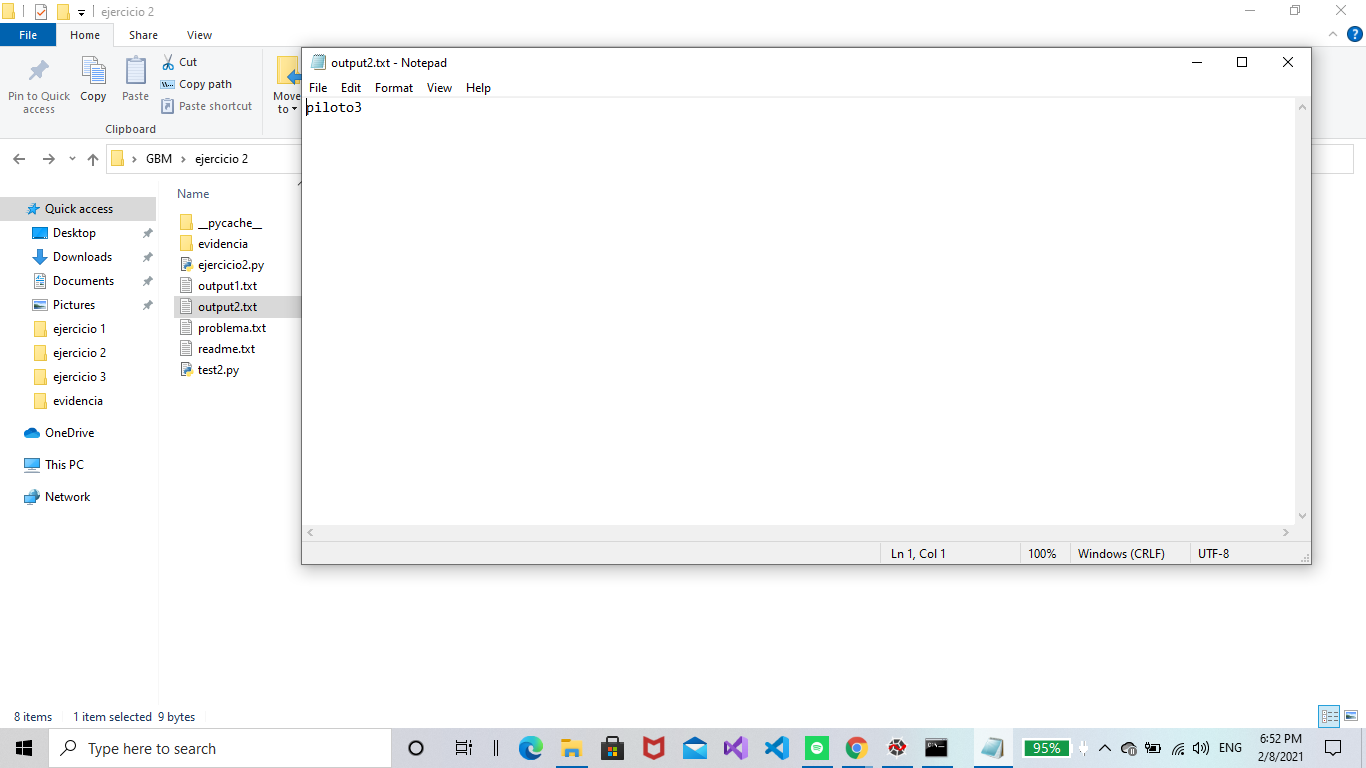 ejercicio 2
File Home Share View
Pin to Quick access
Copy
Paste
Cut
Copy path
Paste shortcut
Move to
Clipboard
GBM > ejercicio 2
Quick access
Desktop
Downloads
Documents
Pictures
ejercicio 1
ejercicio 2
ejercicio 3
evidencia
OneDrive
This PC
Network
Name
__pycache__
evidencia
ejercicio2.py
output1.txt
output2.txt
problema.txt
readme.txt
test2.py
output2.txt - Notepad
File Edit Format View Help
piloto3
Ln 1, Col 1 100% Windows (CRLF) UTF-8
8 items 1 item selected 9 bytes
Type here to search
95%
ENG
6:52 PM
2/8/2021